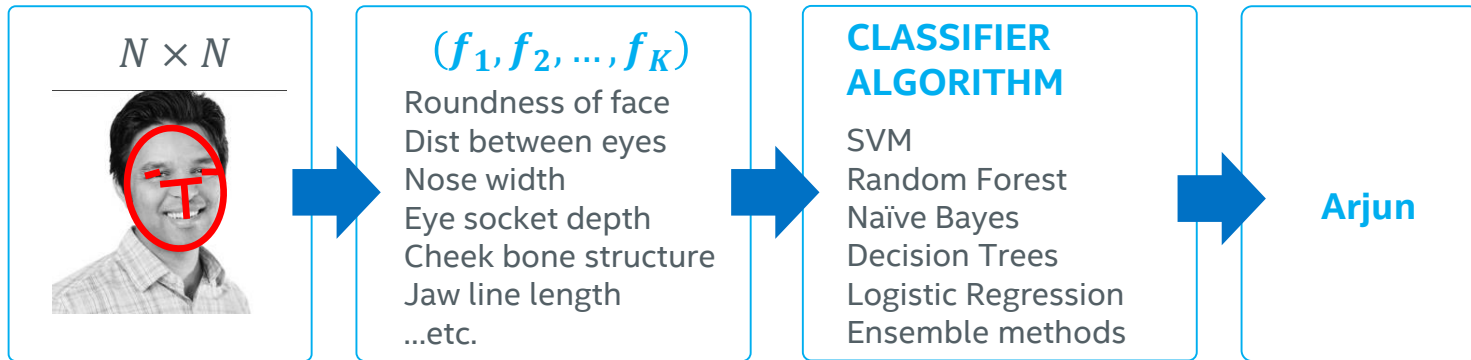 N × N
(f₁, f₂, …, f_K)
Roundness of face
Dist between eyes
Nose width
Eye socket depth
Cheek bone structure
Jaw line length
...etc.
CLASSIFIER
ALGORITHM
SVM
Random Forest
Naïve Bayes
Decision Trees
Logistic Regression
Ensemble methods
Arjun